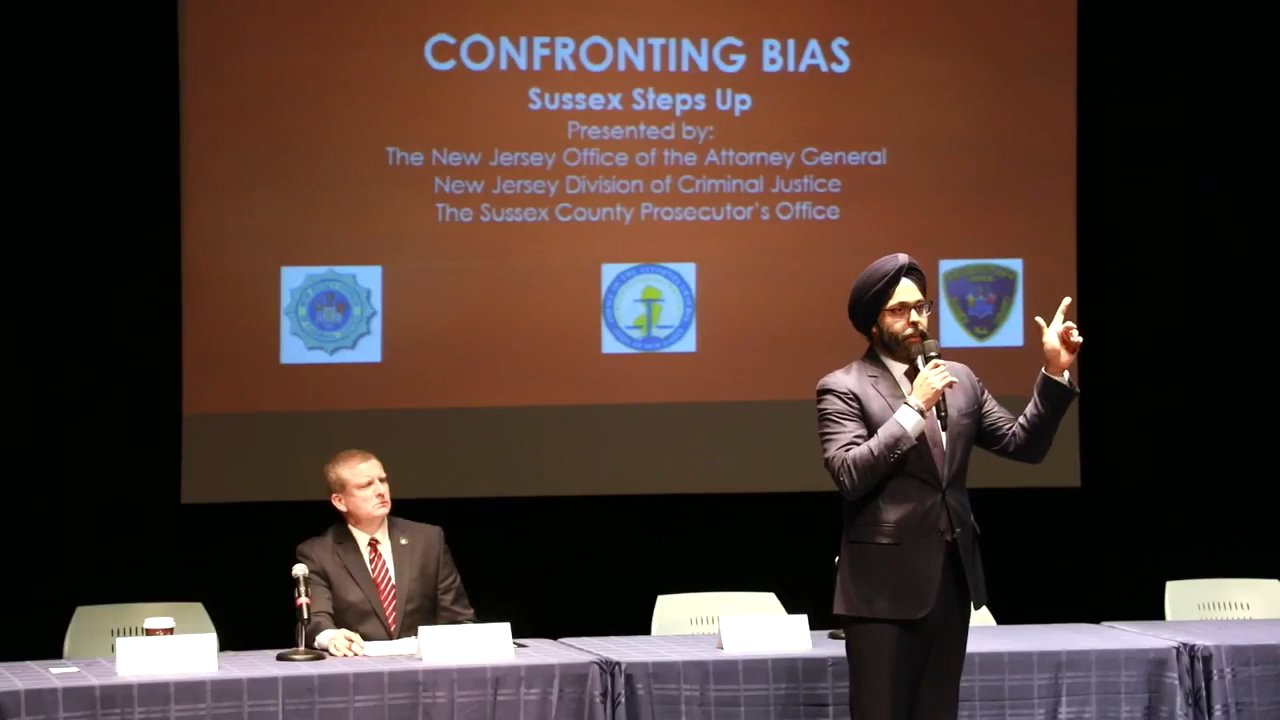 CONFRONTING BIAS
Sussex Steps Up
Presented by:
The New Jersey Office of the Attorney General
New Jersey Division of Criminal Justice
The Sussex County Prosecutor's Office